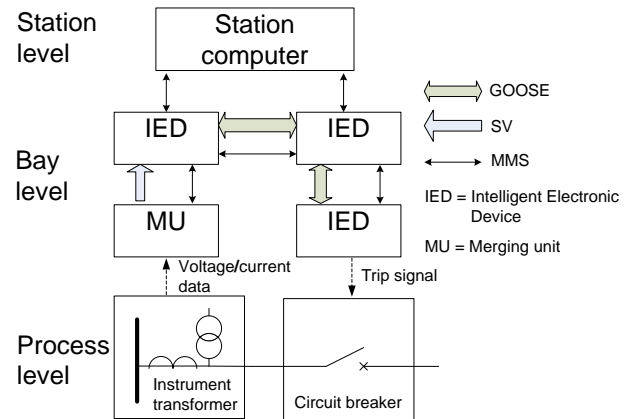 Station
level
Station
computer
IED
IED
GOOSE
SV
MMS
Bay
level
MU
IED
IED = Intelligent Electronic
Device
MU = Merging unit
Voltage/current
data
Trip signal
Process
level
Instrument
transformer
Circuit breaker